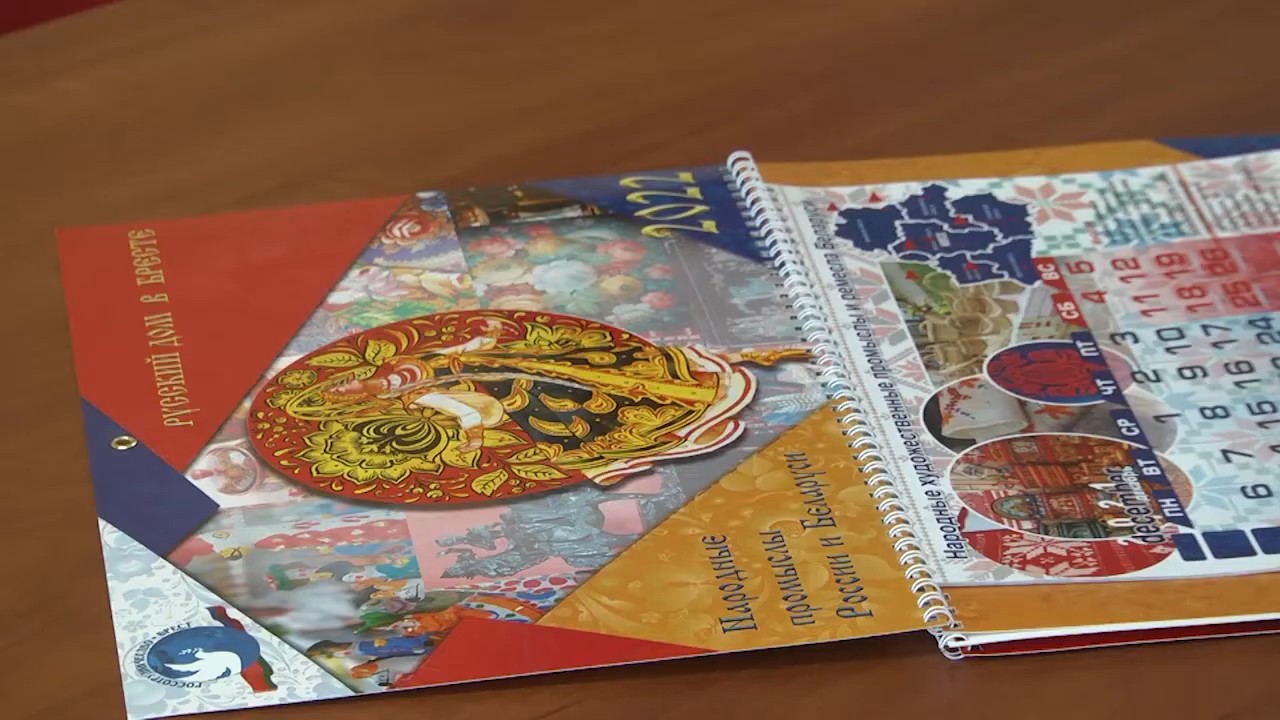 РУССКИЙ ДОМ В БРЕСТЕ
2022
Народные
промыслы
России и Беларуси
РОССОТРУДНИЧЕСТВО • БРЕСТ
Народные художественные промыслы и ремесла Беларуси
december
ПН ВТ СР ЧТ ПТ СБ ВС
1 2 3 4 5
6 7 8 9 10 11 12
15 16 17 18 19
24 25 26